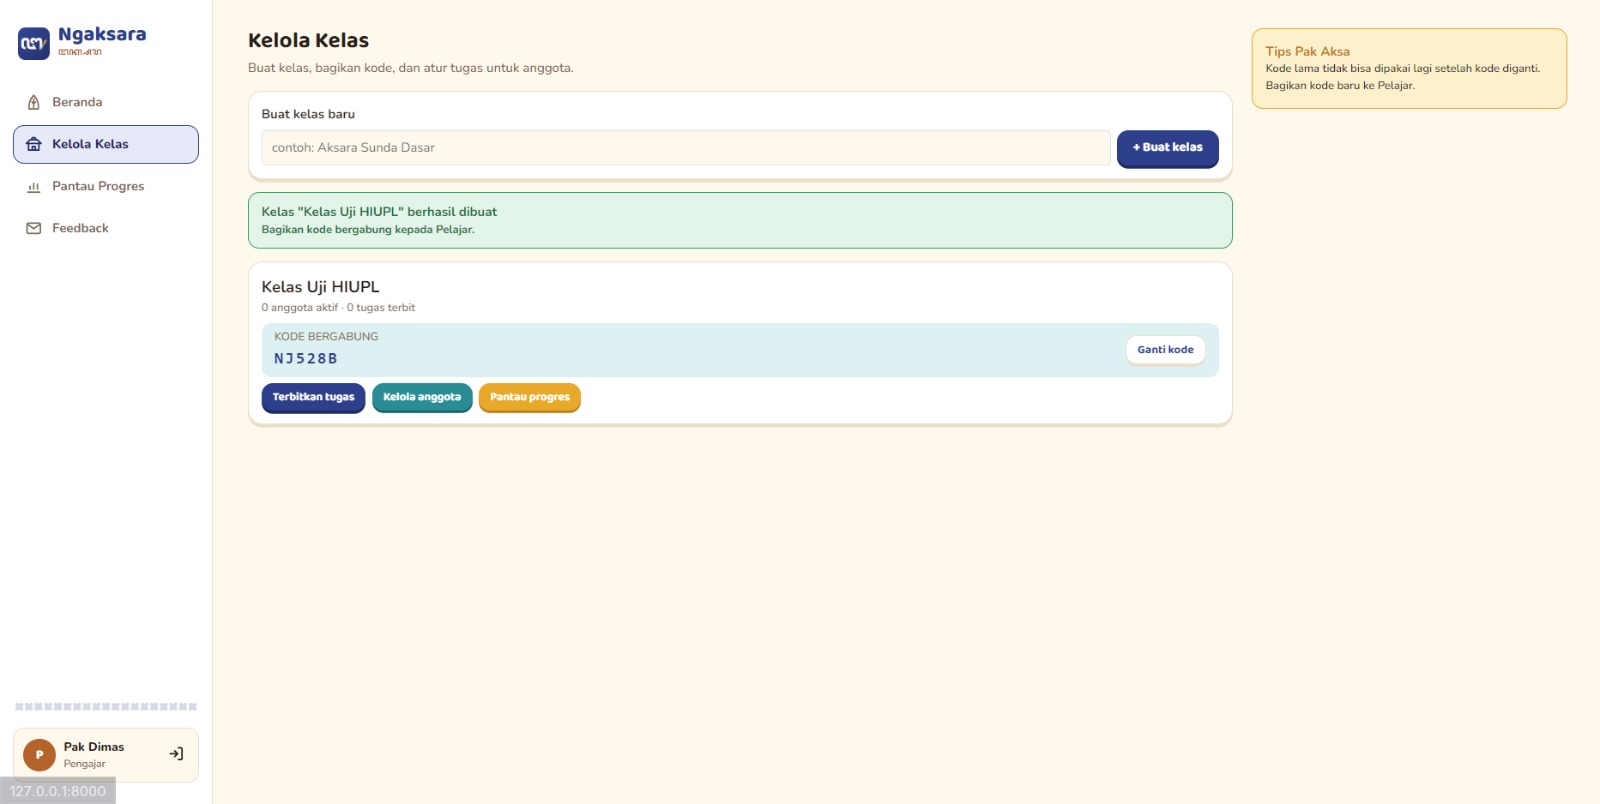 Ngaksara
Beranda
Kelola Kelas
Pantau Progres
Feedback
Pak Dimas
Pengajar
P
127.0.0.1:8000
Kelola Kelas
Buat kelas, bagikan kode, dan atur tugas untuk anggota.
Buat kelas baru
contoh: Aksara Sunda Dasar
+ Buat kelas
Kelas "Kelas Uji HIUPL" berhasil dibuat
Bagikan kode bergabung kepada Pelajar.
Kelas Uji HIUPL
0 anggota aktif · 0 tugas terbit
KODE BERGABUNG
NJ528B
Ganti kode
Terbitkan tugas
Kelola anggota
Pantau progres
Tips Pak Aksa
Kode lama tidak bisa dipakai lagi setelah kode diganti.
Bagikan kode baru ke Pelajar.